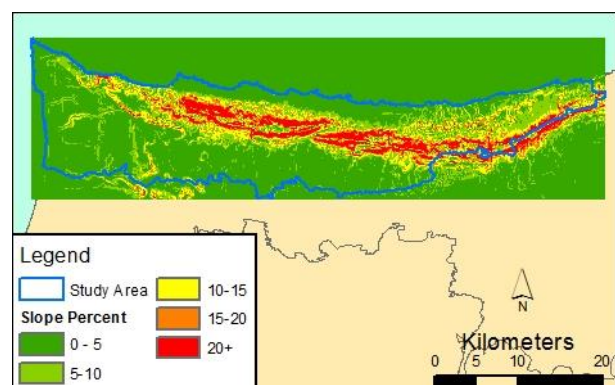 Legend
Study Area
Slope Percent
0 - 5
5-10
10-15
15-20
20+
N
Kilometers
0 5 10 20